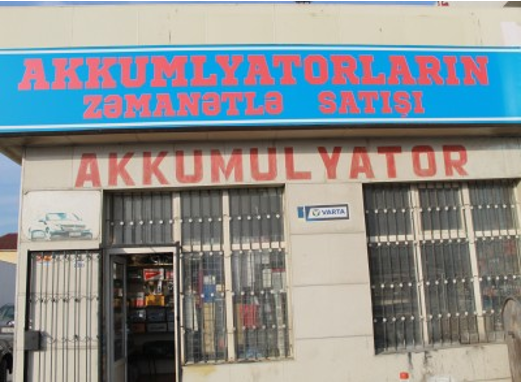 AKKUMLYATORLARIN
ZƏMANƏTLƏ SATIŞI
AKKUMULYATOR
VARTA